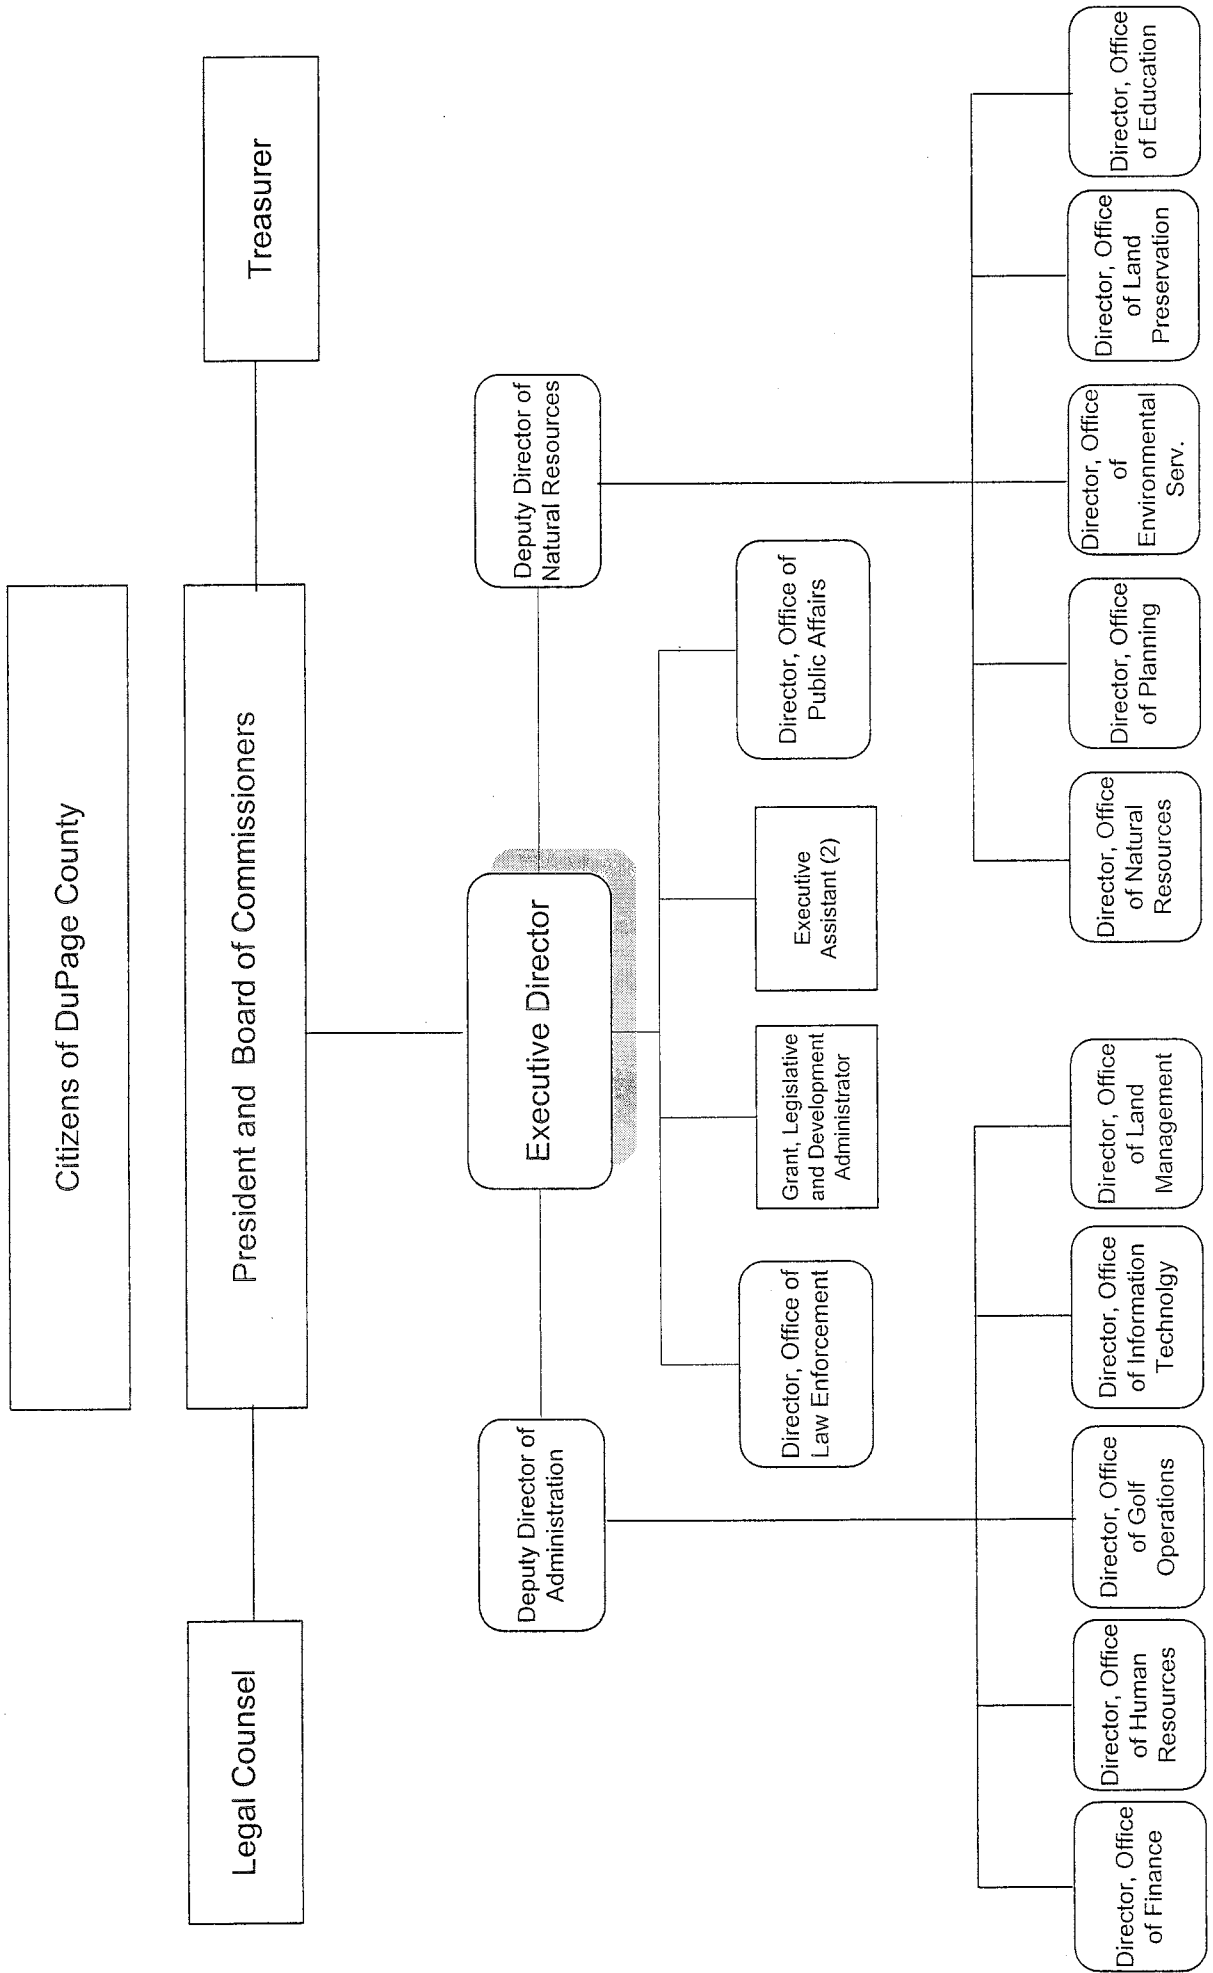 Citizens of DuPage County
Legal Counsel
President and Board of Commissioners
Treasurer
Deputy Director of
Administration
Executive Director
Deputy Director of
Natural Resources
Director, Office of
Law Enforcement
Grant, Legislative
and Development
Administrator
Executive
Assistant (2)
Director, Office of
Public Affairs
Director, Office
of Finance
Director, Office
of Human
Resources
Director, Office
of Golf
Operations
Director, Office
of Information
Technolgy
Director, Office
of Land
Management
Director, Office
of Natural
Resources
Director, Office
of Planning
Director, Office
of
Environmental
Serv.
Director, Office
of Land
Preservation
Director, Office
of Education